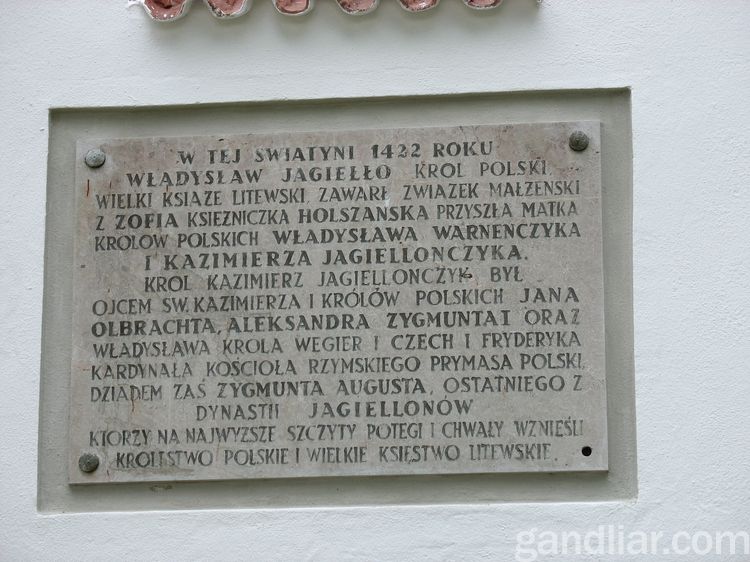 W TEJ SWIATYNI 1422 ROKU
WŁADYSŁAW JAGIEŁŁO KROL POLSKI,
WIELKI KSIAZE LITEWSKI, ZAWARŁ ZWIAZEK MAŁZENSKI
Z ZOFIA KSIEZNICZKA HOLSZANSKA PRZYSZŁA MATKA
KROLOW POLSKICH WŁADYSŁAWA WARNENCZYKA
I KAZIMIERZA JAGIELLONCZYKA.
KROL KAZIMIERZ JAGIELLONCZYK BYŁ
OJCEM SW. KAZIMIERZA I KRÓLÓW POLSKICH JANA
OLBRACHTA, ALEKSANDRA ZYGMUNTA I ORAZ
WŁADYSŁAWA KROLA WEGIER I CZECH I FRYDERYKA
KARDYNAŁA KOŚCIOŁA RZYMSKIEGO PRYMASA POLSKI,
DZIADEM ZAŚ ZYGMUNTA AUGUSTA, OSTATNIEGO Z
DYNASTII JAGIELLONÓW
KTORZY NA NAJWYZSZE SZCZYTY POTEGI I CHWAŁY WZNIEŚLI
KROLESTWO POLSKIE I WIELKIE KSIĘSTWO LITEWSKIE.
gandliar.com